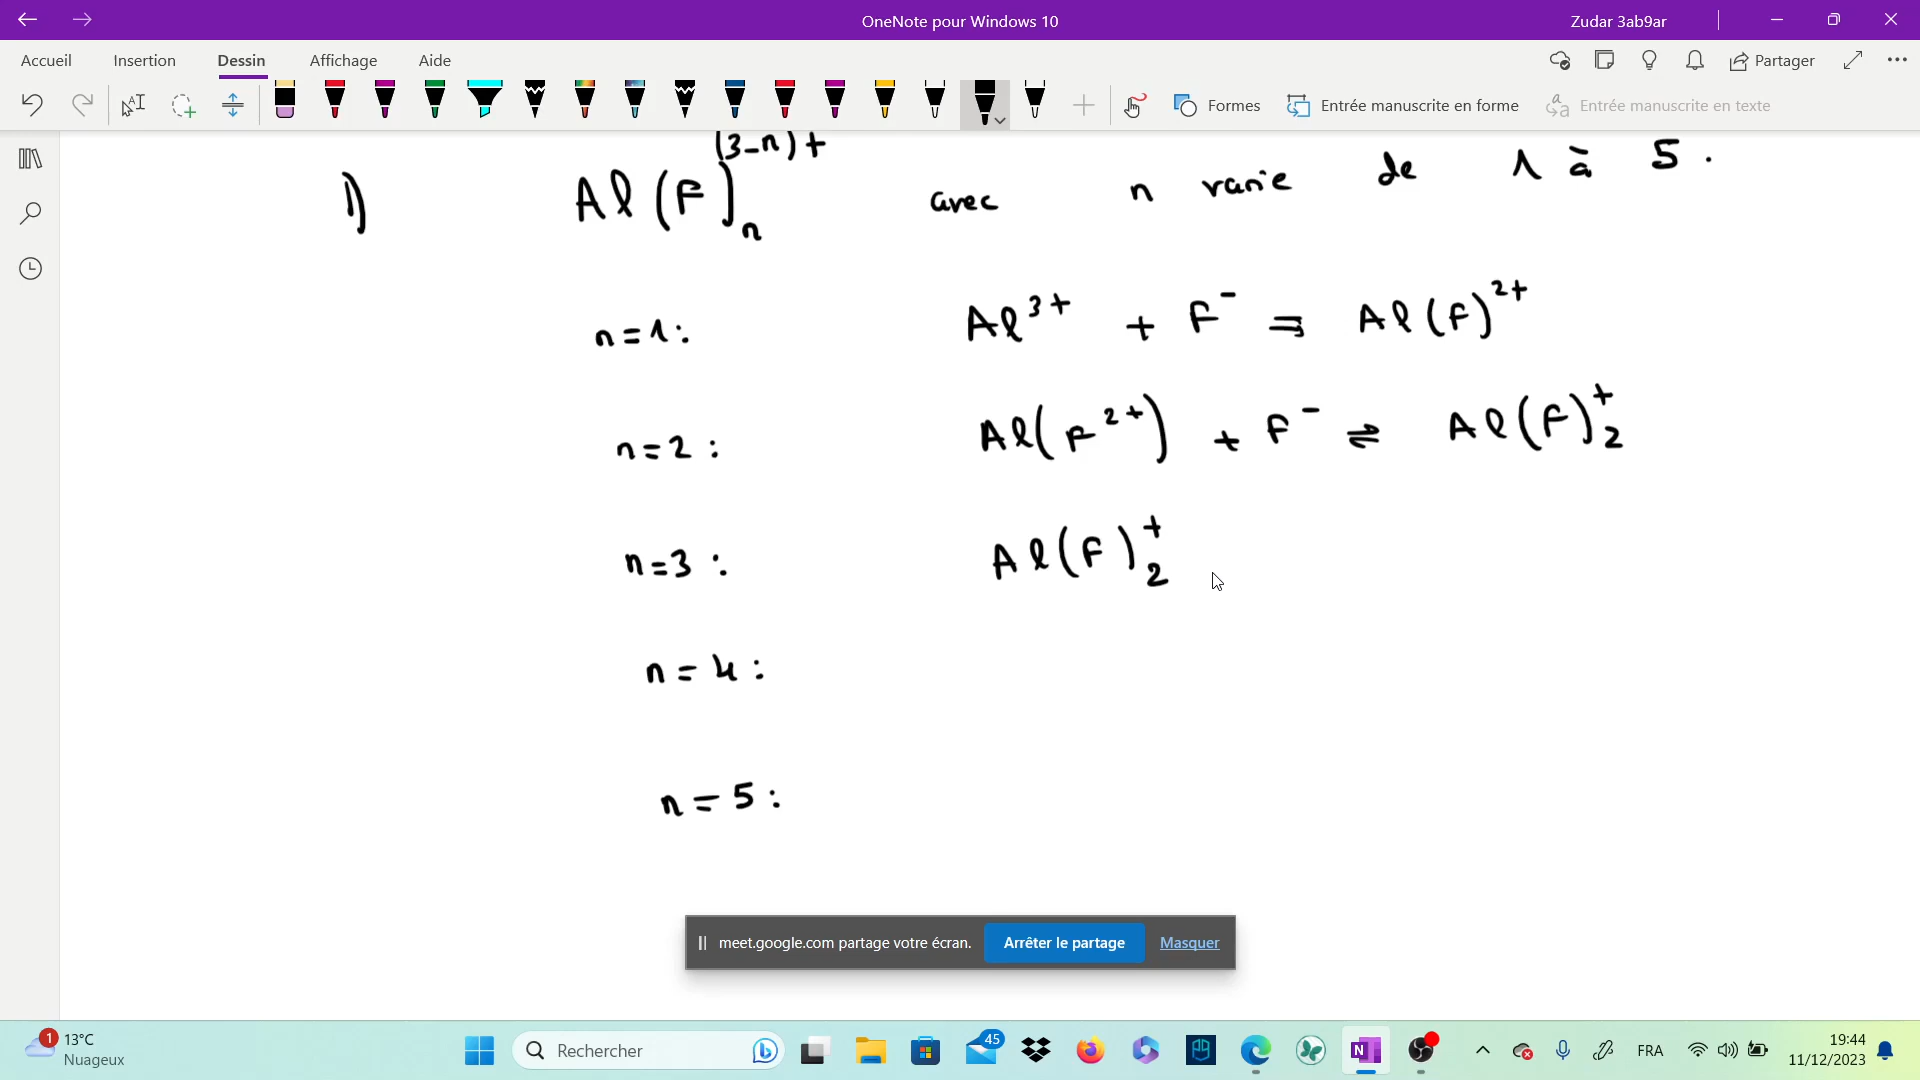 OneNote pour Windows 10
Zudar 3ab9ar
Accueil Insertion Dessin Affichage Aide
Partager
Formes Entrée manuscrite en forme Entrée manuscrite en texte
1) Al(F)n(3-n)+ avec n varie de 1 à 5.
n=1: Al3+ + F- ⇌ Al(F)2+
n=2: Al(F2+) + F- ⇌ Al(F)2+
n=3: Al(F)2+
n=4:
n=5:
meet.google.com partage votre écran. Arrêter le partage Masquer
1 13°C
Nuageux
Rechercher
45
FRA
19:44
11/12/2023